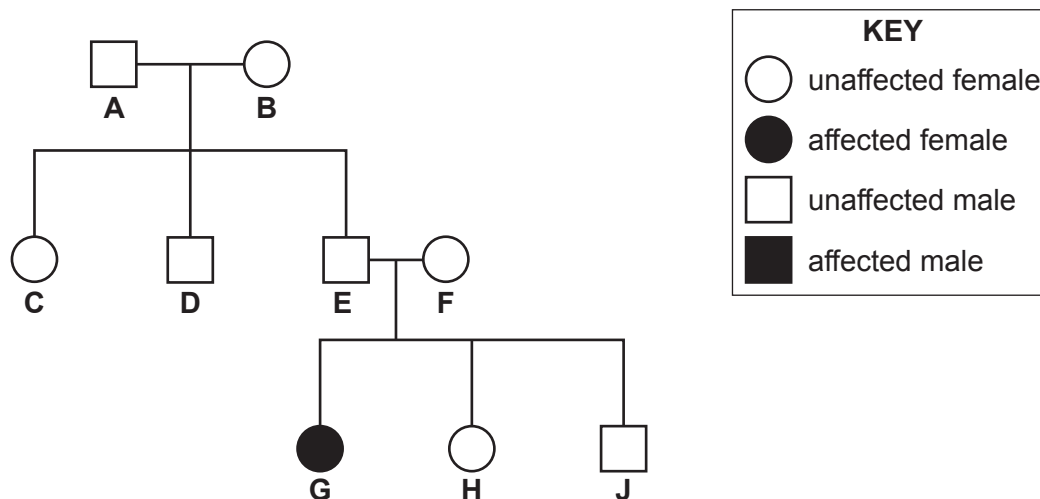 KEY
unaffected female
affected female
unaffected male
affected male
A B
C D E F
G H J